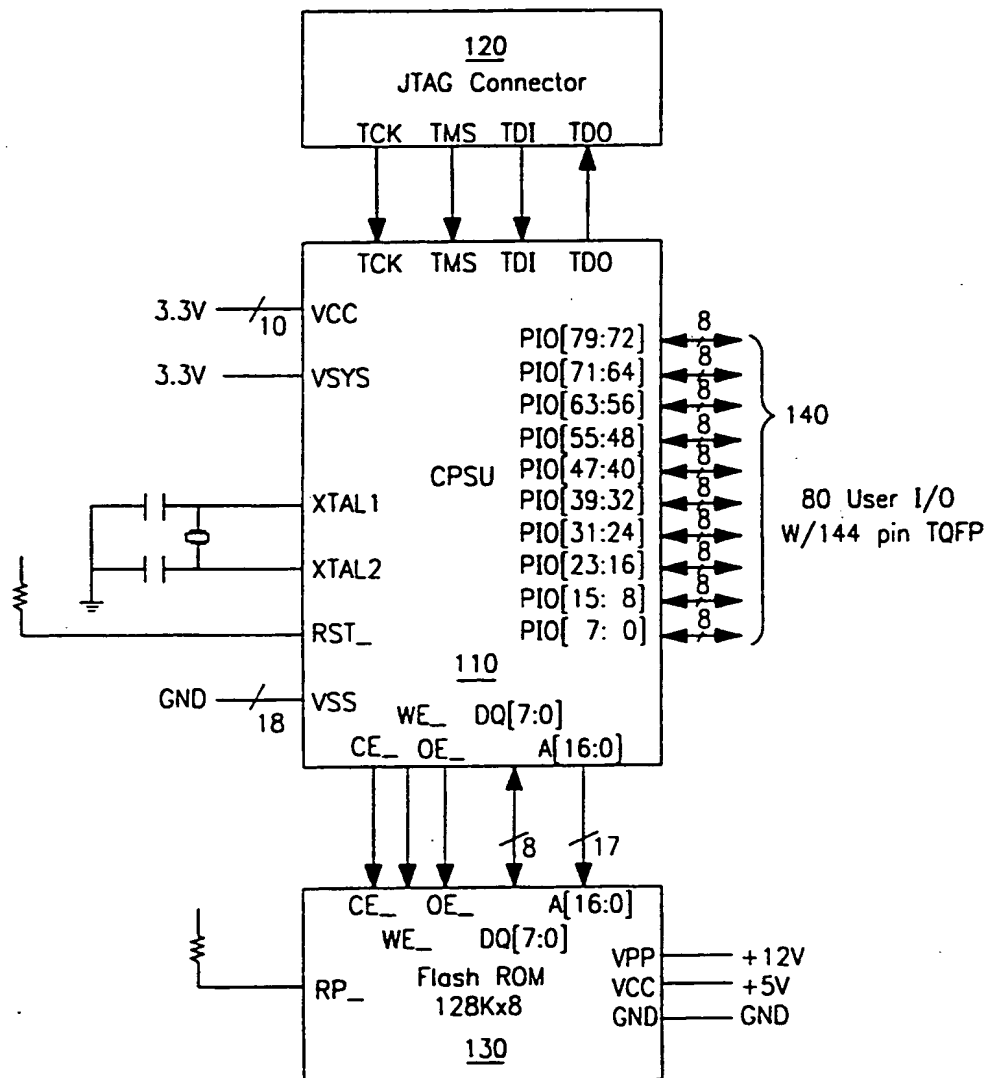 120
JTAG Connector
TCK TMS TDI TDO
TCK TMS TDI TDO
3.3V 10 VCC
3.3V VSYS
PIO[79:72] 8
PIO[71:64] 8
PIO[63:56] 8
PIO[55:48] 8
PIO[47:40] 8
PIO[39:32] 8
PIO[31:24] 8
PIO[23:16] 8
PIO[15: 8] 8
PIO[ 7: 0] 8
140
80 User I/O
W/144 pin TQFP
CPSU
XTAL1
XTAL2
RST_
110
GND 18 VSS
WE_ DQ[7:0]
CE_ OE_ A[16:0]
8 17
CE_ OE_ A[16:0]
WE_ DQ[7:0]
VPP +12V
VCC +5V
GND GND
RP_
Flash ROM
128Kx8
130